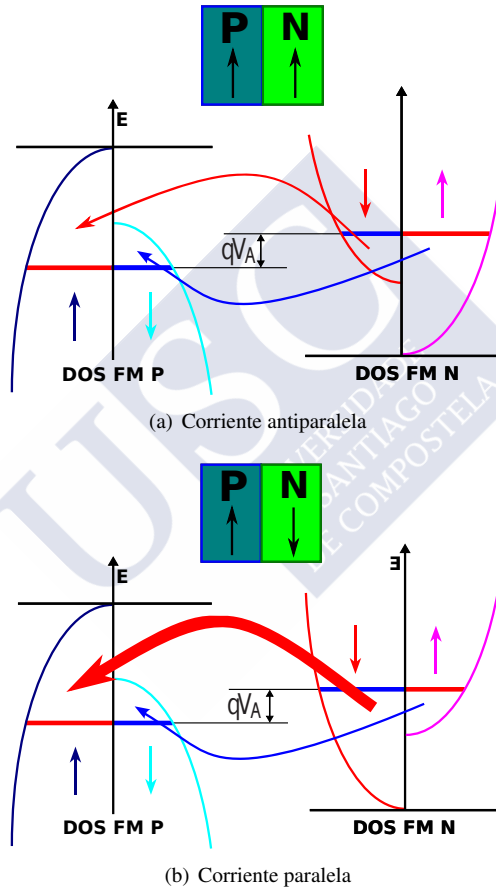 P N
E
qVA
DOS FM P
DOS FM N
(a) Corriente antiparalela
USC
UNIVERSIDADE
DE SANTIAGO
DE COMPOSTELA
P N
E
E
qVA
DOS FM P
DOS FM N
(b) Corriente paralela